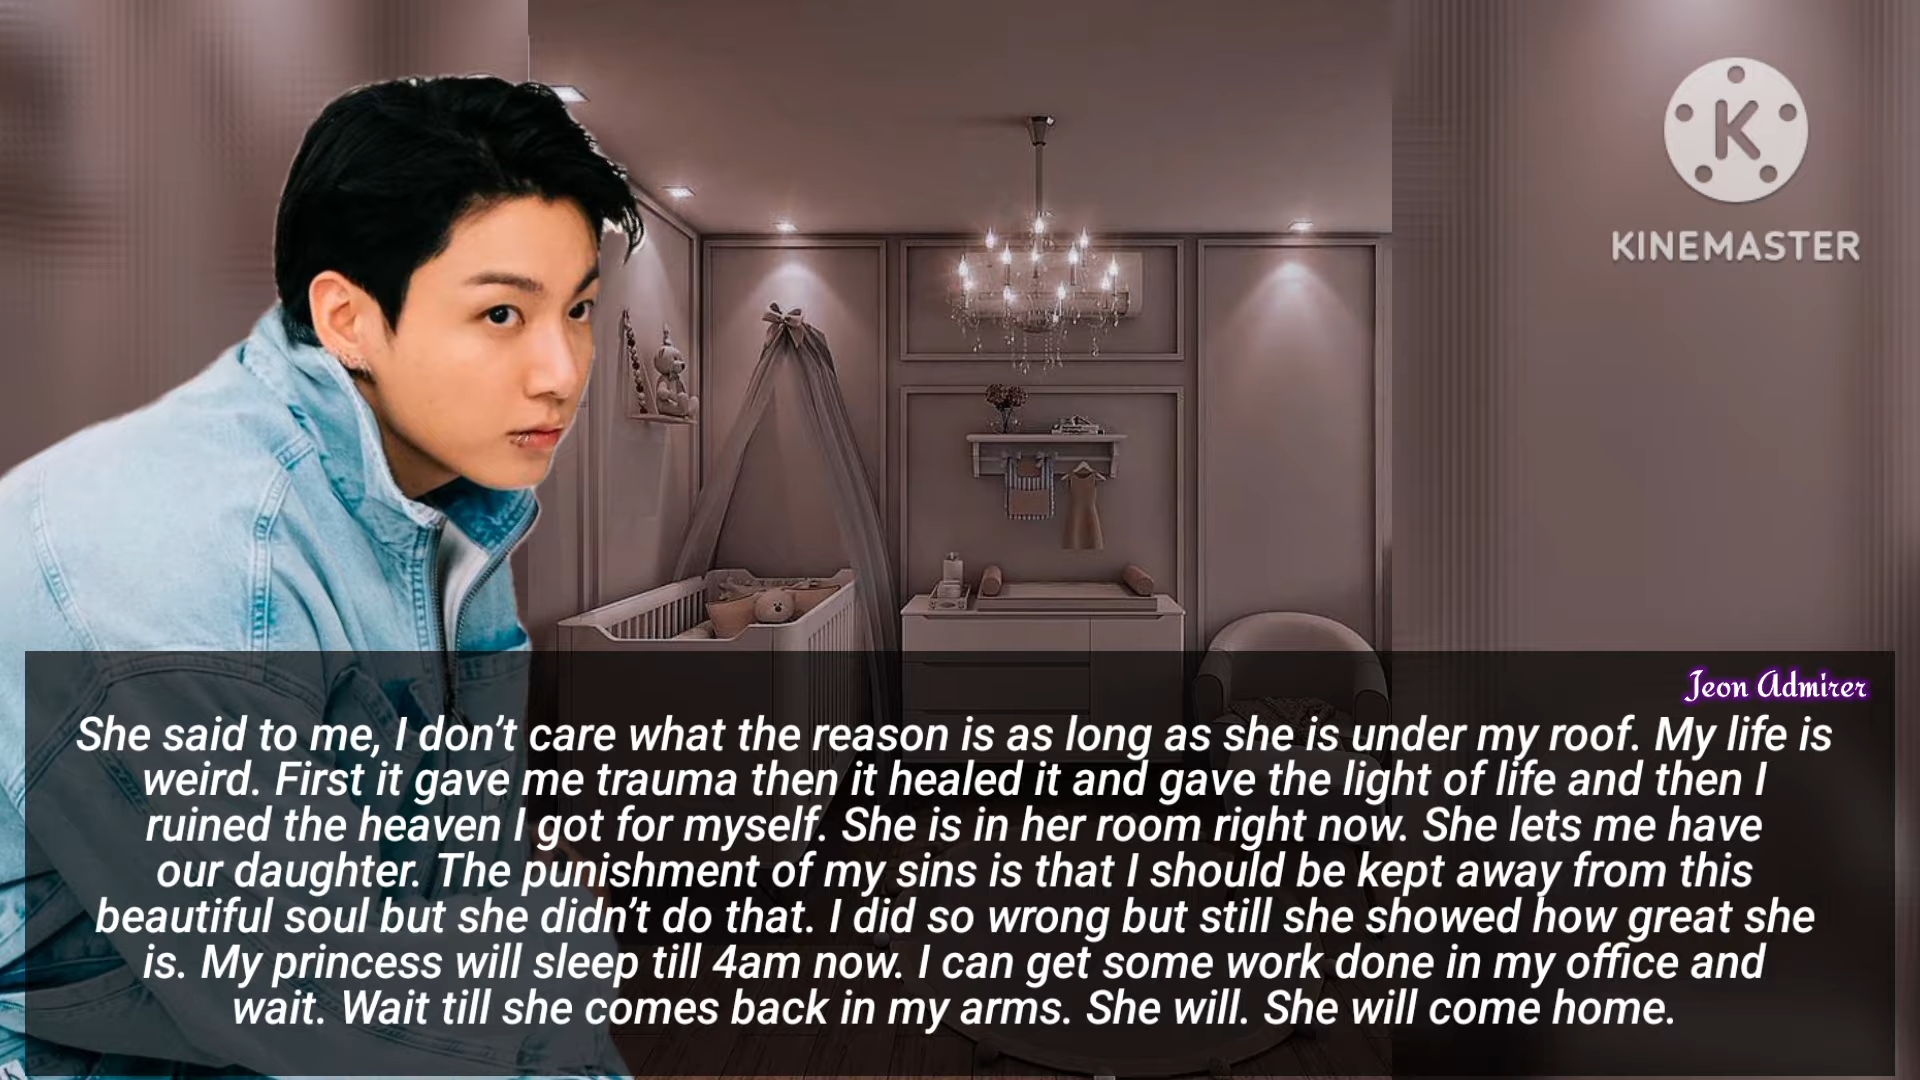 K
KINEMASTER
Jeon Admirer
She said to me, I don’t care what the reason is as long as she is under my roof. My life is
weird. First it gave me trauma then it healed it and gave the light of life and then I
ruined the heaven I got for myself. She is in her room right now. She lets me have
our daughter. The punishment of my sins is that I should be kept away from this
beautiful soul but she didn’t do that. I did so wrong but still she showed how great she
is. My princess will sleep till 4am now. I can get some work done in my office and
wait. Wait till she comes back in my arms. She will. She will come home.